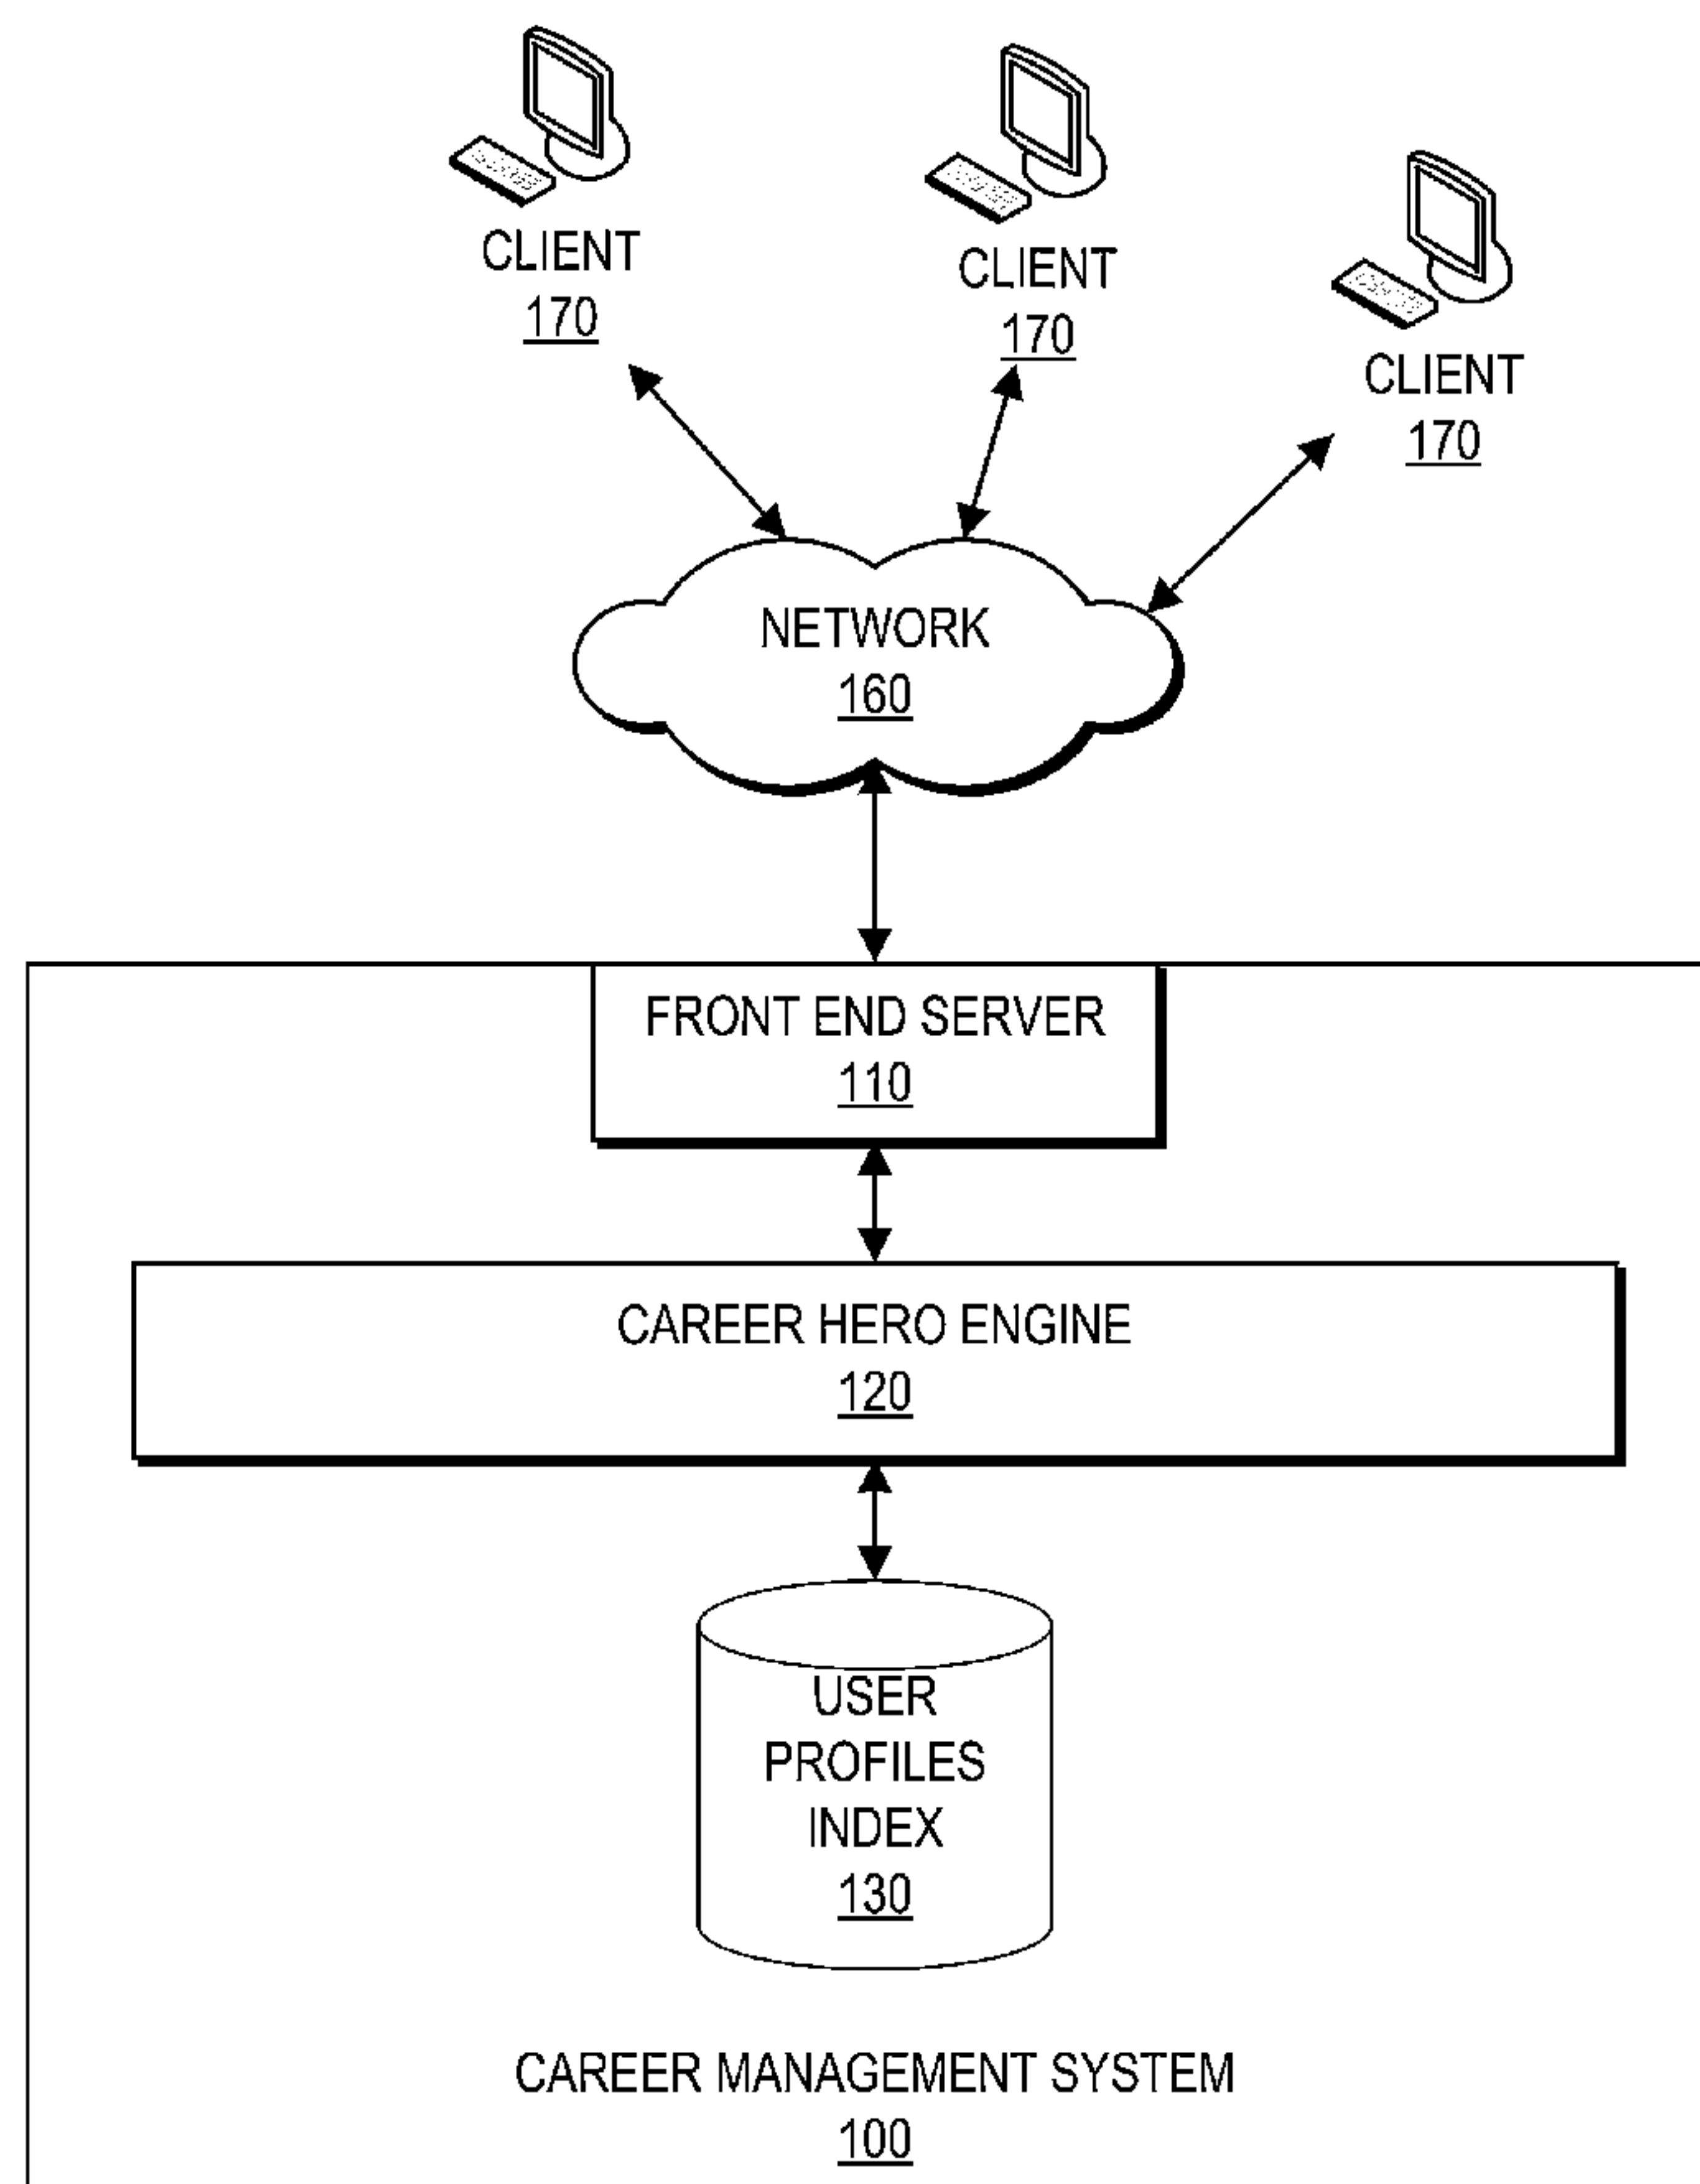 CLIENT
170
CLIENT
170
CLIENT
170
NETWORK
160
FRONT END SERVER
110
CAREER HERO ENGINE
120
USER
PROFILES
INDEX
130
CAREER MANAGEMENT SYSTEM
100